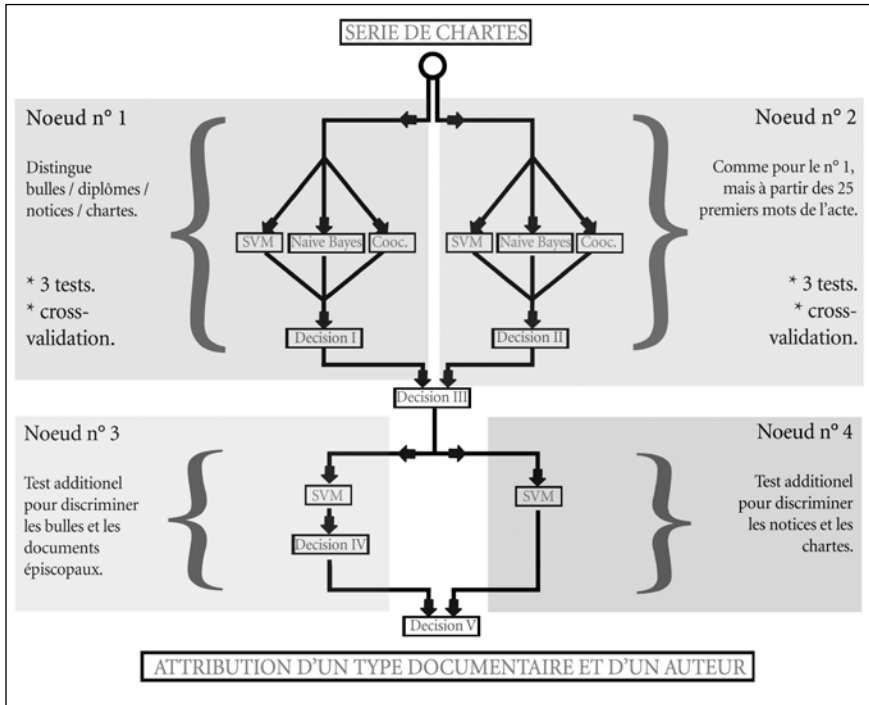 SERIE DE CHARTES
Noeud n° 1
Distingue
bulles / diplômes /
notices / chartes.
* 3 tests.
* cross-
validation.
SVM
Naive Bayes
Cooc.
Decision I
Noeud n° 2
Comme pour le n° 1,
mais à partir des 25
premiers mots de l'acte.
* 3 tests.
* cross-
validation.
SVM
Naive Bayes
Cooc.
Decision II
Decision III
Noeud n° 3
Test additionel
pour discriminer
les bulles et les
documents
épiscopaux.
SVM
Decision IV
Noeud n° 4
Test additionel
pour discriminer
les notices et les
chartes.
SVM
Decision V
ATTRIBUTION D'UN TYPE DOCUMENTAIRE ET D'UN AUTEUR